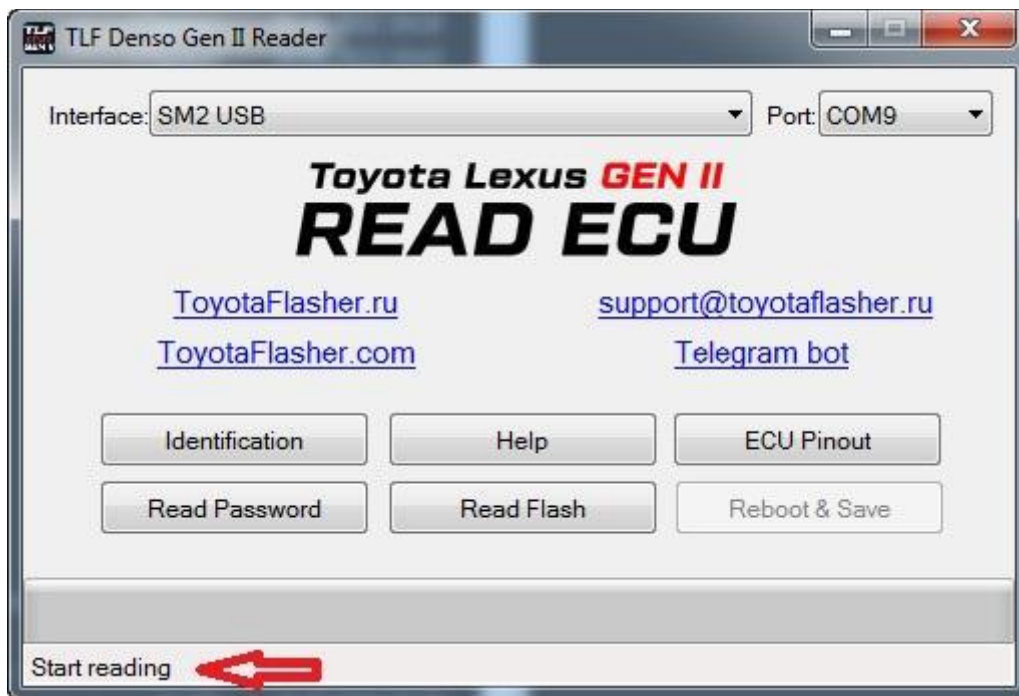 TLF Denso Gen II Reader
Interface: SM2 USB Port: COM9
Toyota Lexus GEN II
READ ECU
ToyotaFlasher.ru support@toyotaflasher.ru
ToyotaFlasher.com Telegram bot
Identification Help ECU Pinout
Read Password Read Flash Reboot & Save
Start reading